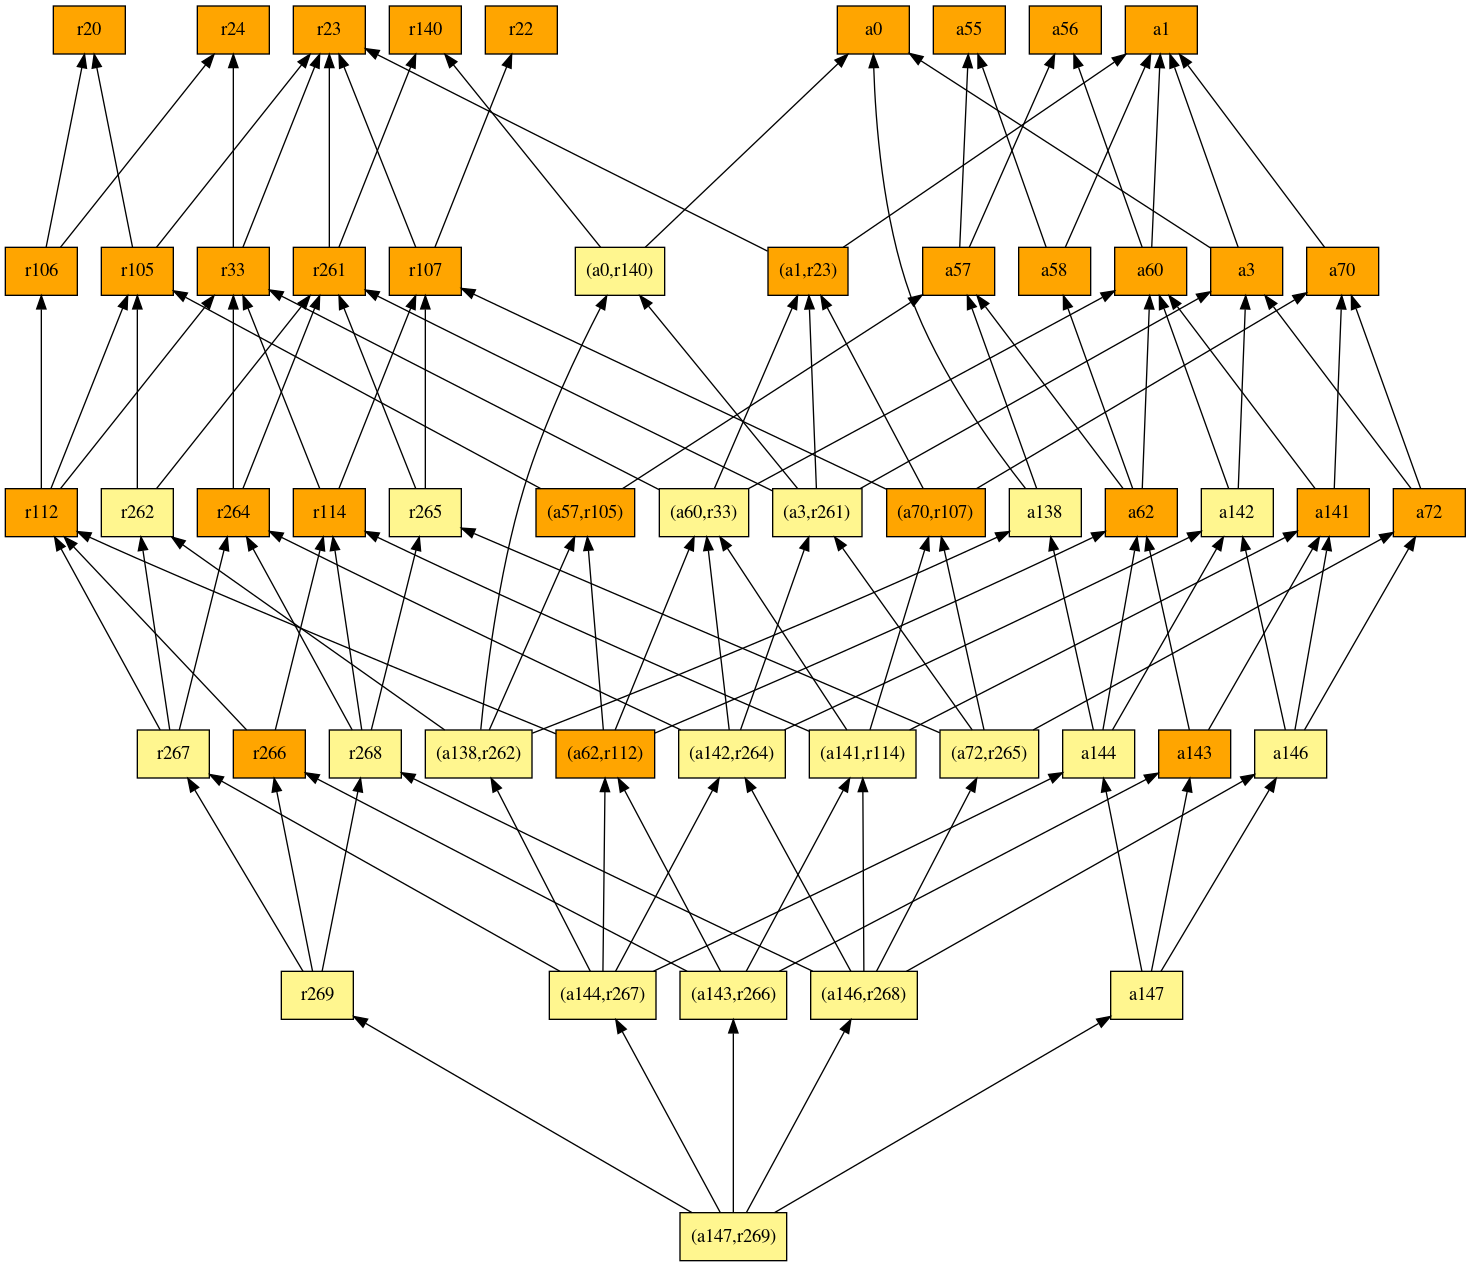 r20
r24
r23
r140
r22
a0
a55
a56
a1
r106
r105
r33
r261
r107
(a0,r140)
(a1,r23)
a57
a58
a60
a3
a70
r112
r262
r264
r114
r265
(a57,r105)
(a60,r33)
(a3,r261)
(a70,r107)
a138
a62
a142
a141
a72
r267
r266
r268
(a138,r262)
(a62,r112)
(a142,r264)
(a141,r114)
(a72,r265)
a144
a143
a146
r269
(a144,r267)
(a143,r266)
(a146,r268)
a147
(a147,r269)